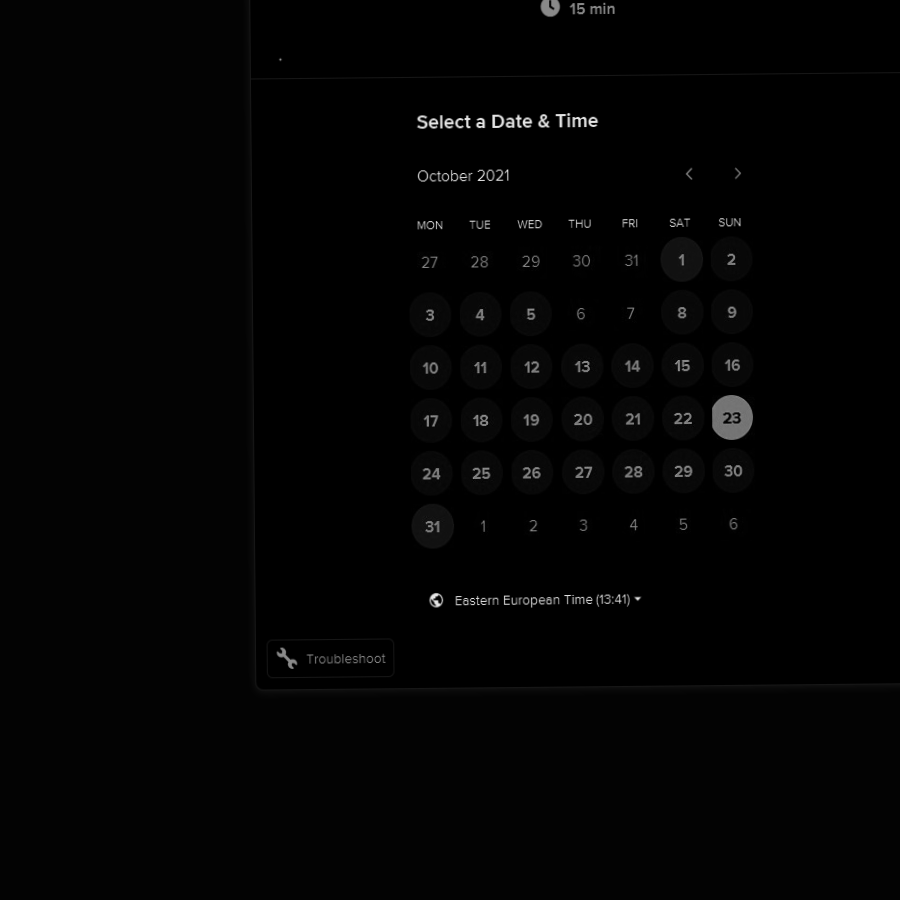 15 min
.
Select a Date & Time
October 2021
MON TUE WED THU FRI SAT SUN
27 28 29 30 31 1 2
3 4 5 6 7 8 9
10 11 12 13 14 15 16
17 18 19 20 21 22 23
24 25 26 27 28 29 30
31 1 2 3 4 5 6
Eastern European Time (13:41)
Troubleshoot